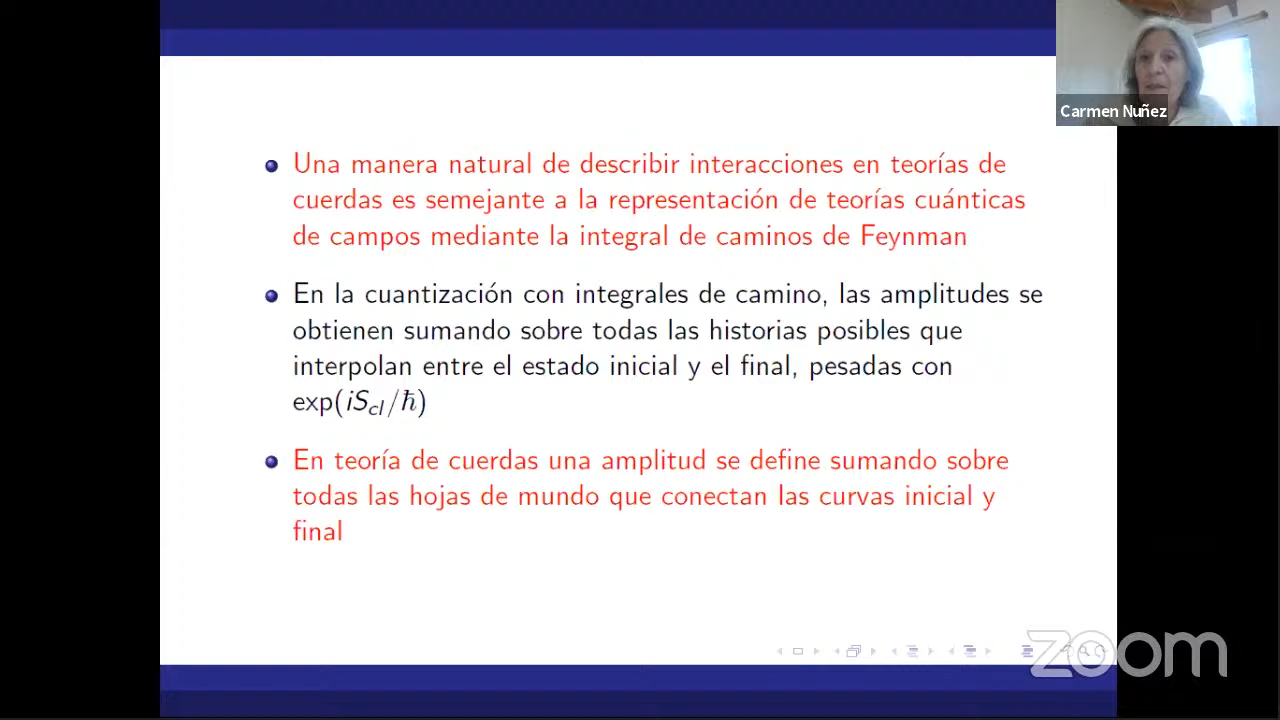 Carmen Nuñez
Una manera natural de describir interacciones en teorías de
cuerdas es semejante a la representación de teorías cuánticas
de campos mediante la integral de caminos de Feynman
En la cuantización con integrales de camino, las amplitudes se
obtienen sumando sobre todas las historias posibles que
interpolan entre el estado inicial y el final, pesadas con
exp(iS_cl/ℏ)
En teoría de cuerdas una amplitud se define sumando sobre
todas las hojas de mundo que conectan las curvas inicial y
final
zoom